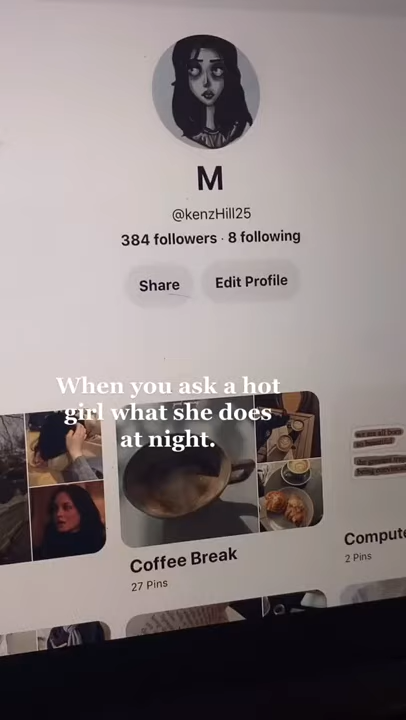 M
@kenzHill25
384 followers · 8 following
Share
Edit Profile
When you ask a hot
girl what she does
at night.
Coffee Break
27 Pins
Compute
2 Pins